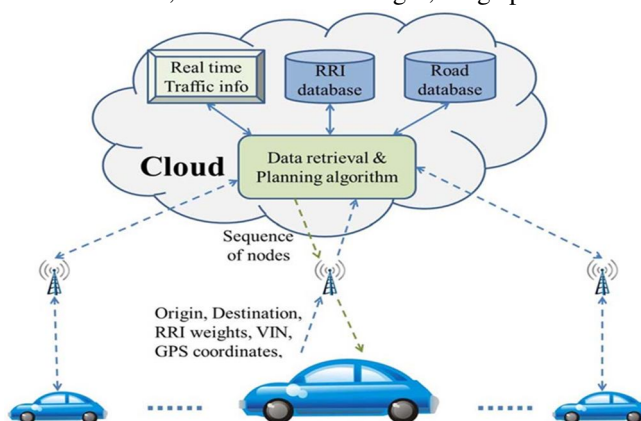 Real time
Traffic info
RRI
database
Road
database
Cloud
Data retrieval &
Planning algorithm
Sequence
of nodes
Origin, Destination,
RRI weights, VIN,
GPS coordinates,